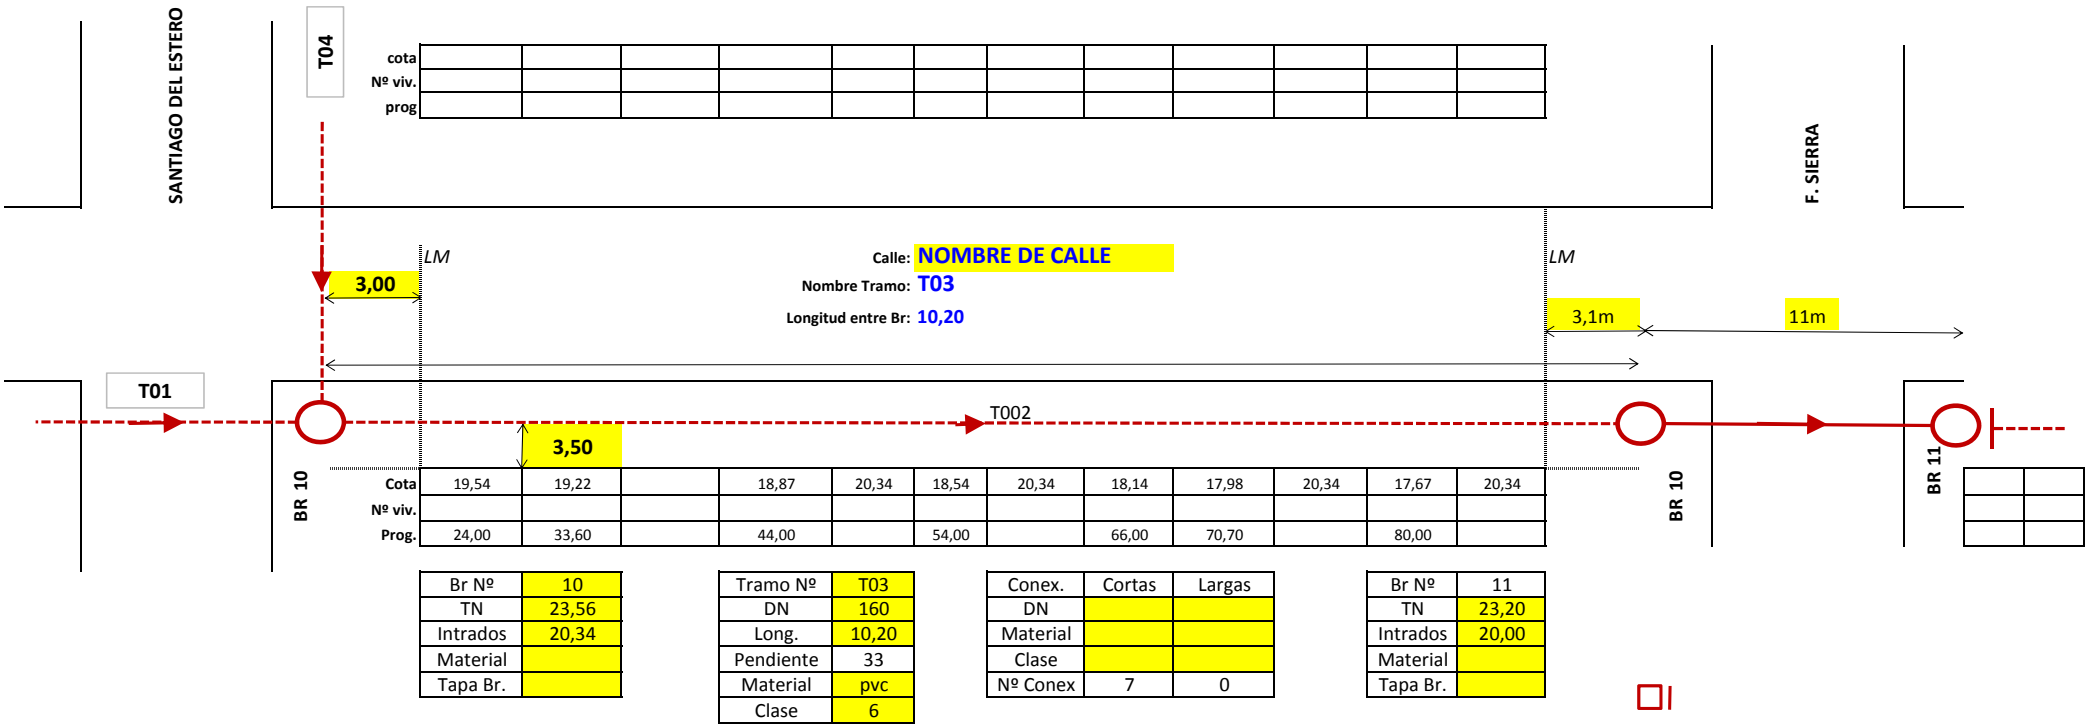 SANTIAGO DEL ESTERO
T04
cota
Nº viv.
prog
F. SIERRA
LM
Calle: NOMBRE DE CALLE
LM
3,00
Nombre Tramo: T03
Longitud entre Br: 10,20
3,1m
11m
T01
T002
3,50
BR 10
BR 10
BR 11
Cota 19,54 19,22 18,87 20,34 18,54 20,34 18,14 17,98 20,34 17,67 20,34
Nº viv.
Prog. 24,00 33,60 44,00 54,00 66,00 70,70 80,00
Br Nº 10
TN 23,56
Intrados 20,34
Material
Tapa Br.
Tramo Nº T03
DN 160
Long. 10,20
Pendiente 33
Material pvc
Clase 6
Conex. Cortas Largas
DN
Material
Clase
Nº Conex 7 0
Br Nº 11
TN 23,20
Intrados 20,00
Material
Tapa Br.